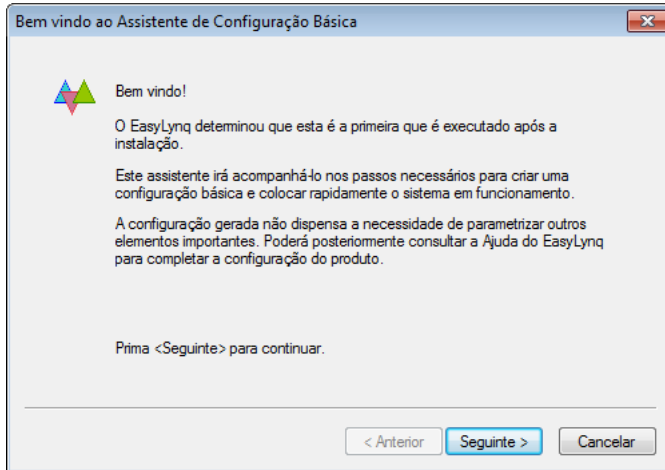 Bem vindo ao Assistente de Configuração Básica
Bem vindo!
O EasyLynq determinou que esta é a primeira que é executado após a
instalação.
Este assistente irá acompanhá-lo nos passos necessários para criar uma
configuração básica e colocar rapidamente o sistema em funcionamento.
A configuração gerada não dispensa a necessidade de parametrizar outros
elementos importantes. Poderá posteriormente consultar a Ajuda do EasyLynq
para completar a configuração do produto.
Prima <Seguinte> para continuar.
< Anterior
Seguinte >
Cancelar